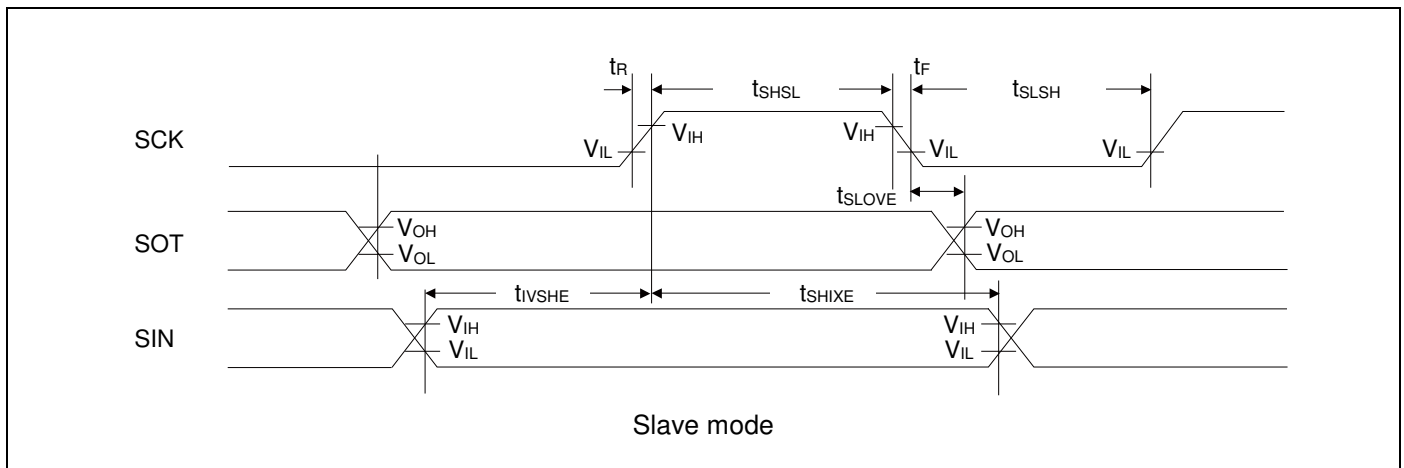 tR tF
tSHSL tSLSH
SCK VIH VIH
VIL VIL VIL
tSLOVE
SOT VOH VOH
VOL VOL
tIVSHE tSHIXE
SIN VIH VIH
VIL VIL
Slave mode